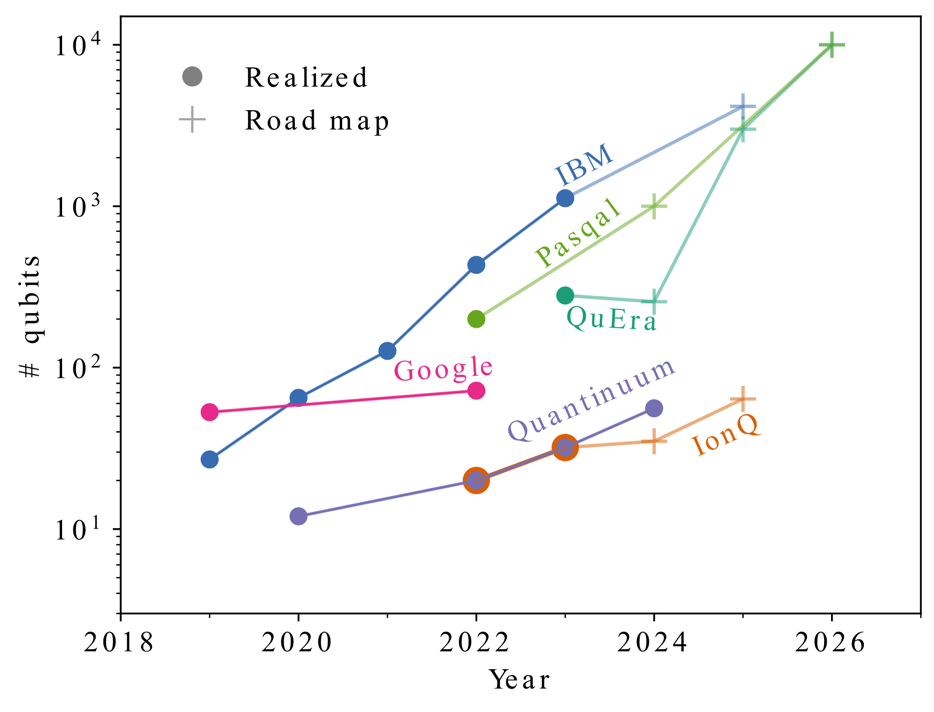 10⁴
Realized
Road map
IBM
10³
Pasqal
QuEra
# qubits
10²
Google
Quantinuum
IonQ
10¹
2018 2020 2022 2024 2026
Year